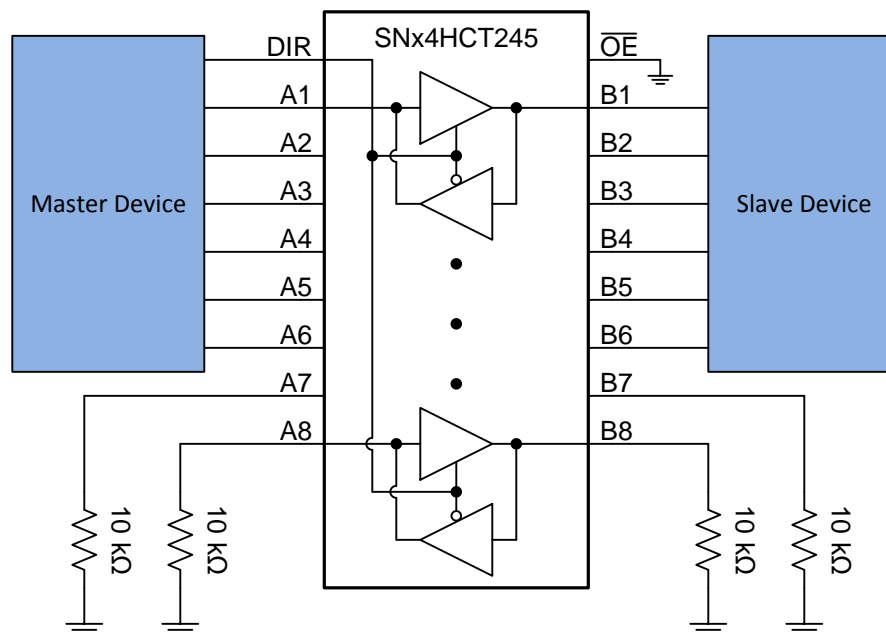 SNx4HCT245
DIR
OE
A1
B1
A2
B2
A3
B3
Master Device
Slave Device
A4
B4
A5
B5
A6
B6
A7
B7
A8
B8
10 kΩ
10 kΩ
10 kΩ
10 kΩ